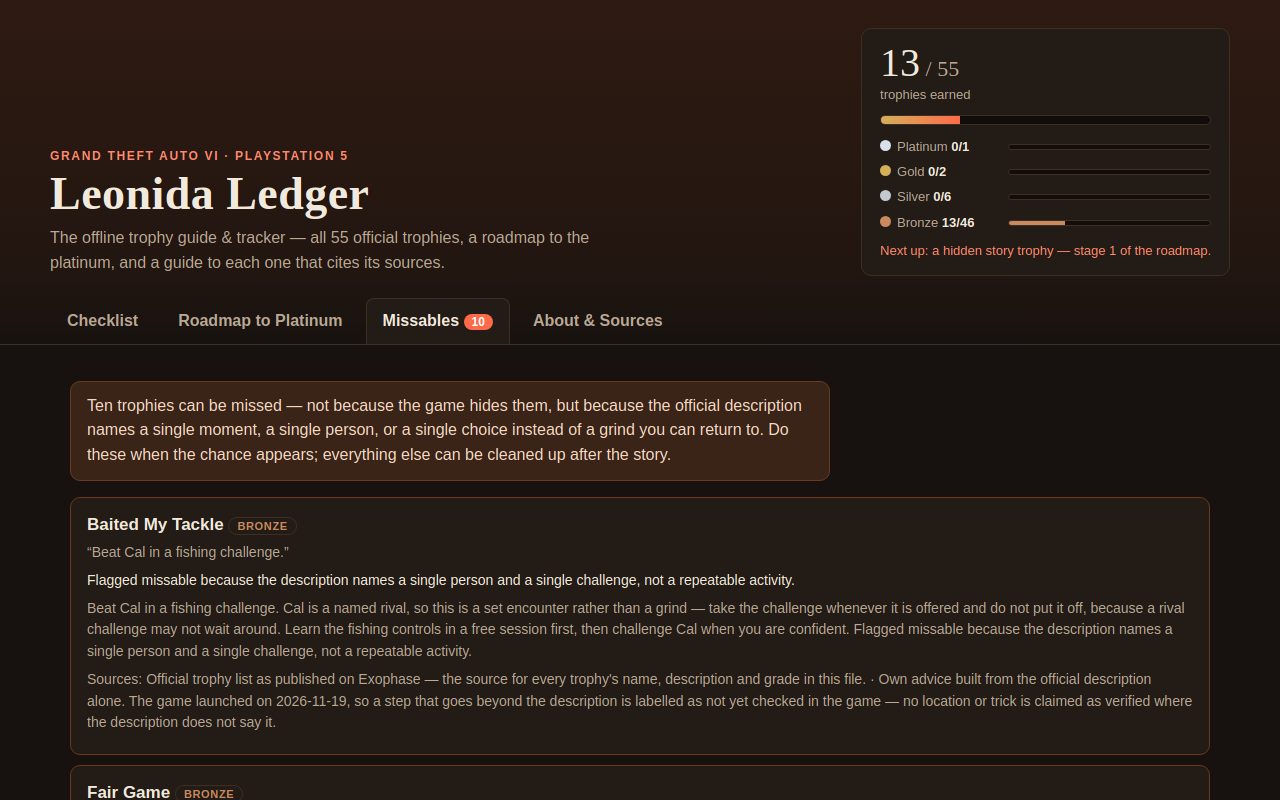 GRAND THEFT AUTO VI · PLAYSTATION 5
Leonida Ledger
The offline trophy guide & tracker — all 55 official trophies, a roadmap to the
platinum, and a guide to each one that cites its sources.
13 / 55
trophies earned
Platinum 0/1
Gold 0/2
Silver 0/6
Bronze 13/46
Next up: a hidden story trophy — stage 1 of the roadmap.
Checklist
Roadmap to Platinum
Missables 10
About & Sources
Ten trophies can be missed — not because the game hides them, but because the official description
names a single moment, a single person, or a single choice instead of a grind you can return to. Do
these when the chance appears; everything else can be cleaned up after the story.
Baited My Tackle BRONZE
“Beat Cal in a fishing challenge.”
Flagged missable because the description names a single person and a single challenge, not a repeatable activity.
Beat Cal in a fishing challenge. Cal is a named rival, so this is a set encounter rather than a grind — take the challenge whenever it is offered and do not put it off, because a rival
challenge may not wait around. Learn the fishing controls in a free session first, then challenge Cal when you are confident. Flagged missable because the description names a
single person and a single challenge, not a repeatable activity.
Sources: Official trophy list as published on Exophase — the source for every trophy's name, description and grade in this file. · Own advice built from the official description
alone. The game launched on 2026-11-19, so a step that goes beyond the description is labelled as not yet checked in the game — no location or trick is claimed as verified where
the description does not say it.
Fair Game BRONZE